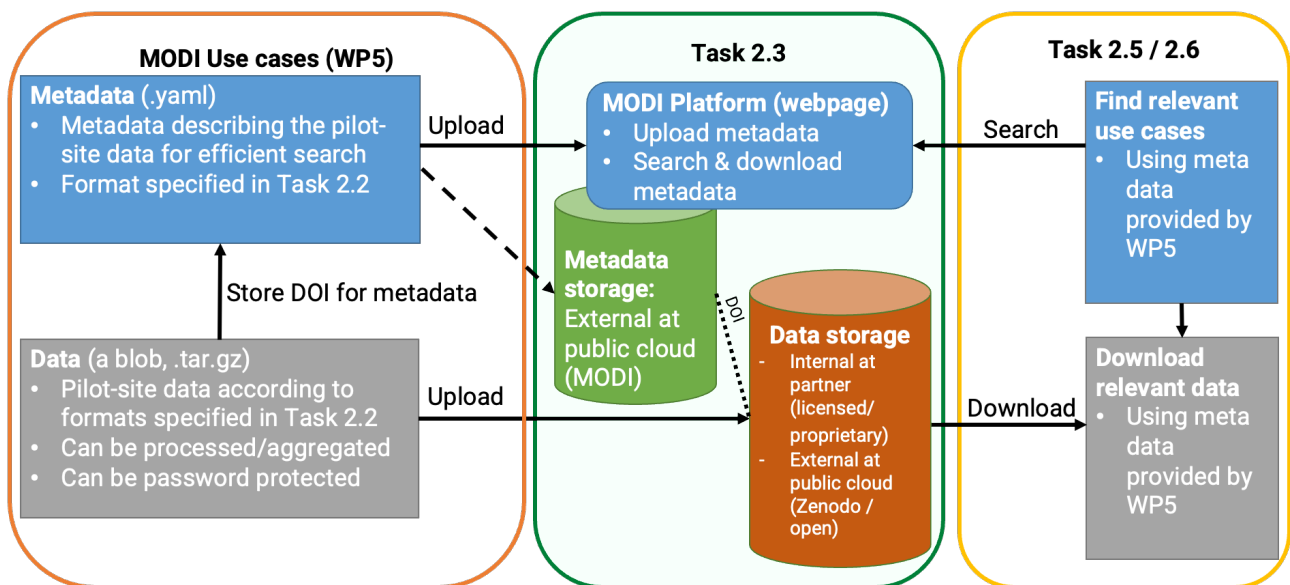 MODI Use cases (WP5)
Metadata (.yaml)
• Metadata describing the pilot-
site data for efficient search
• Format specified in Task 2.2
Upload
Store DOI for metadata
Data (a blob, .tar.gz)
• Pilot-site data according to
formats specified in Task 2.2
• Can be processed/aggregated
• Can be password protected
Upload
Task 2.3
MODI Platform (webpage)
• Upload metadata
• Search & download
metadata
Metadata
storage:
External at
public cloud
(MODI)
DOI
Data storage
- Internal at
partner
(licensed/
proprietary)
- External at
public cloud
(Zenodo /
open)
Search
Download
Task 2.5 / 2.6
Find relevant
use cases
• Using meta
data
provided by
WP5
Download
relevant data
• Using meta
data
provided by
WP5